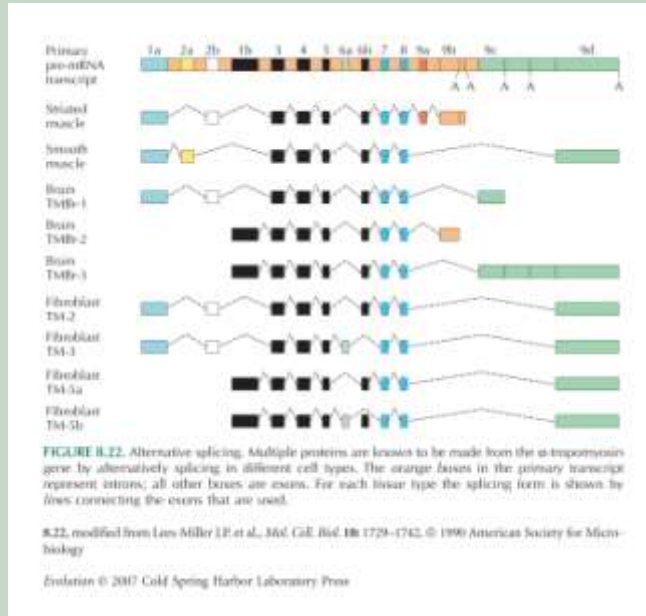 Primary 1a 2a 2b 1b 3 4 5 6a 6b 7 8 9a 9b 9c 9d
pre-mRNA
transcript
A A A A A
Striated
muscle
Smooth
muscle
Brain
TMBr-1
Brain
TMBr-2
Brain
TMBr-3
Fibroblast
TM-2
Fibroblast
TM-3
Fibroblast
TM-5a
Fibroblast
TM-5b
FIGURE 8.22. Alternative splicing. Multiple proteins are known to be made from the α-tropomyosin
gene by alternatively splicing in different cell types. The orange boxes in the primary transcript
represent introns; all other boxes are exons. For each tissue type the splicing form is shown by
lines connecting the exons that are used.
8.22, modified from Lees-Miller J.P. et al., Mol. Cell. Biol. 10: 1729–1742, © 1990 American Society for Micro-
biology
Evolution © 2007 Cold Spring Harbor Laboratory Press